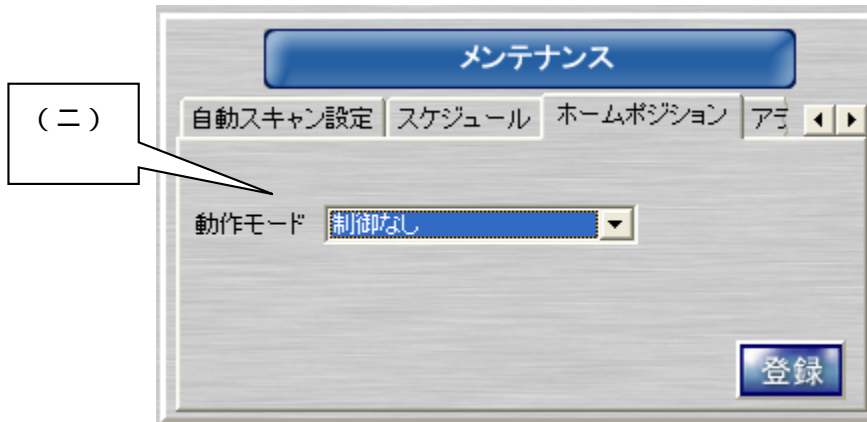 メンテナンス
（ニ）
自動スキャン設定 スケジュール ホームポジション アラ
動作モード 制御なし
登録